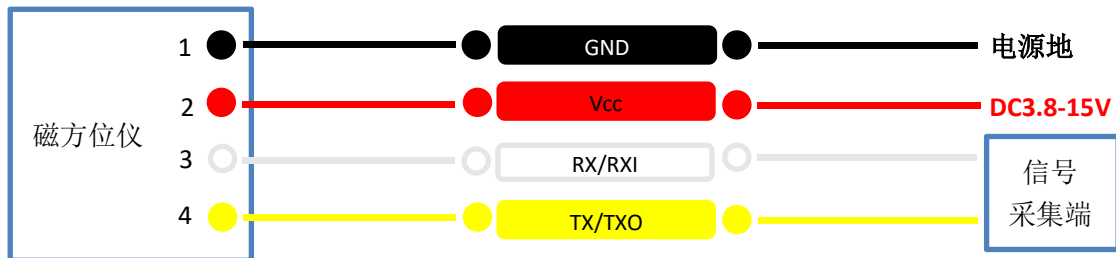 1
GND
电源地
2
Vcc
DC3.8-15V
磁方位仪
3
RX/RXI
信号
采集端
4
TX/TXO